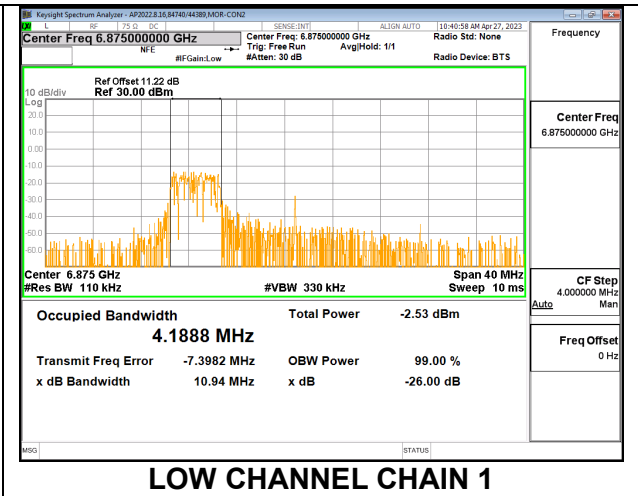 Keysight Spectrum Analyzer - AP2022.8.16,84740/44389,MOR-CON2
L RF 75 Ω DC SENSE:INT ALIGN AUTO 10:40:58 AM Apr 27, 2023
Center Freq 6.875000000 GHz Center Freq: 6.875000000 GHz Radio Std: None
NFE Trig: Free Run Avg|Hold: 1/1
#IFGain:Low #Atten: 30 dB Radio Device: BTS
Frequency
Ref Offset 11.22 dB
10 dB/div Ref 30.00 dBm
Log
20.0
10.0
0.00
-10.0
-20.0
-30.0
-40.0
-50.0
-60.0
Center 6.875 GHz Span 40 MHz
#Res BW 110 kHz #VBW 330 kHz Sweep 10 ms
Center Freq
6.875000000 GHz
CF Step
4.000000 MHz
Auto Man
Freq Offset
0 Hz
Occupied Bandwidth Total Power -2.53 dBm
4.1888 MHz
Transmit Freq Error -7.3982 MHz OBW Power 99.00 %
x dB Bandwidth 10.94 MHz x dB -26.00 dB
MSG STATUS
LOW CHANNEL CHAIN 1